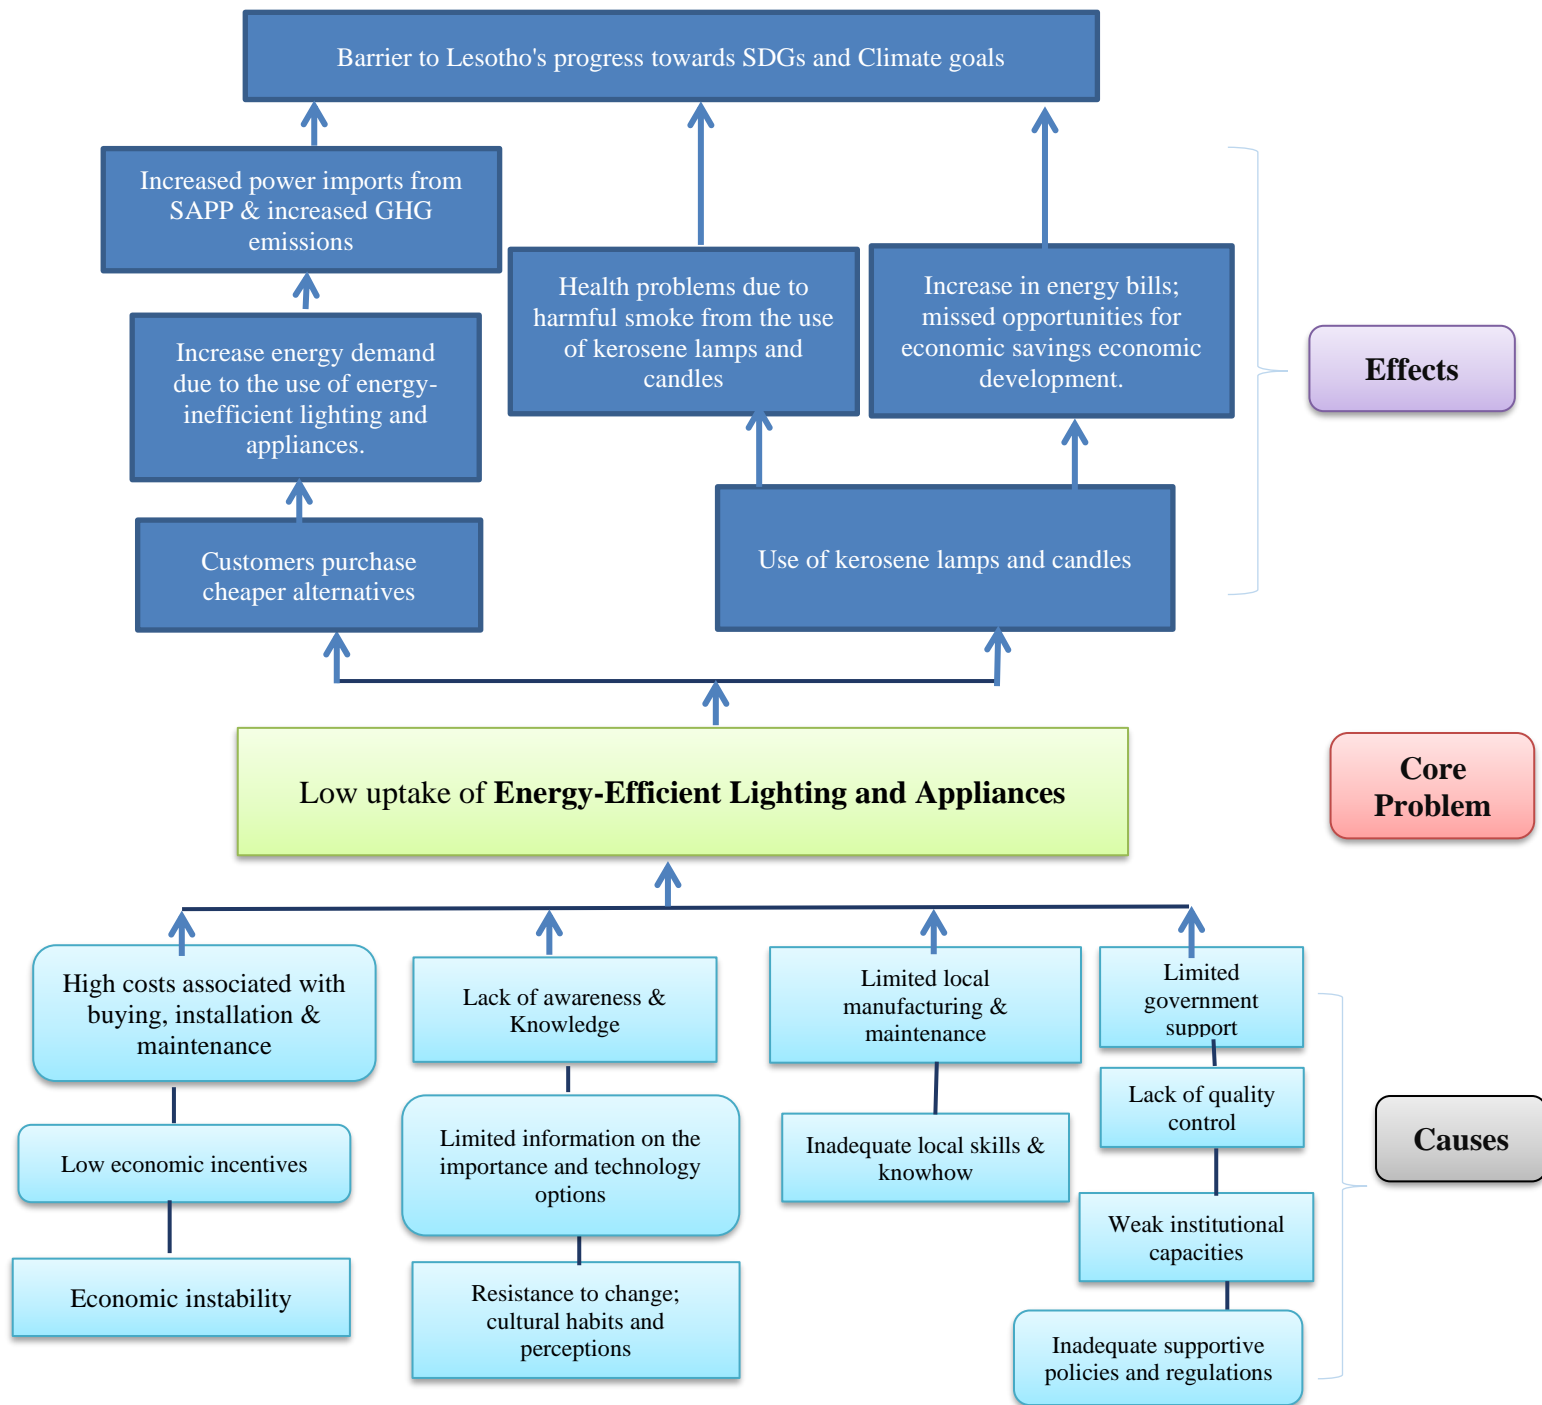 Barrier to Lesotho's progress towards SDGs and Climate goals
Increased power imports from
SAPP & increased GHG
emissions
Health problems due to
harmful smoke from the use
of kerosene lamps and
candles
Increase in energy bills;
missed opportunities for
economic savings economic
development.
Increase energy demand
due to the use of energy-
inefficient lighting and
appliances.
Effects
Customers purchase
cheaper alternatives
Use of kerosene lamps and candles
Low uptake of Energy-Efficient Lighting and Appliances
Core
Problem
High costs associated with
buying, installation &
maintenance
Lack of awareness &
Knowledge
Limited local
manufacturing &
maintenance
Limited
government
support
Low economic incentives
Limited information on the
importance and technology
options
Inadequate local skills &
knowhow
Lack of quality
control
Causes
Economic instability
Resistance to change;
cultural habits and
perceptions
Weak institutional
capacities
Inadequate supportive
policies and regulations